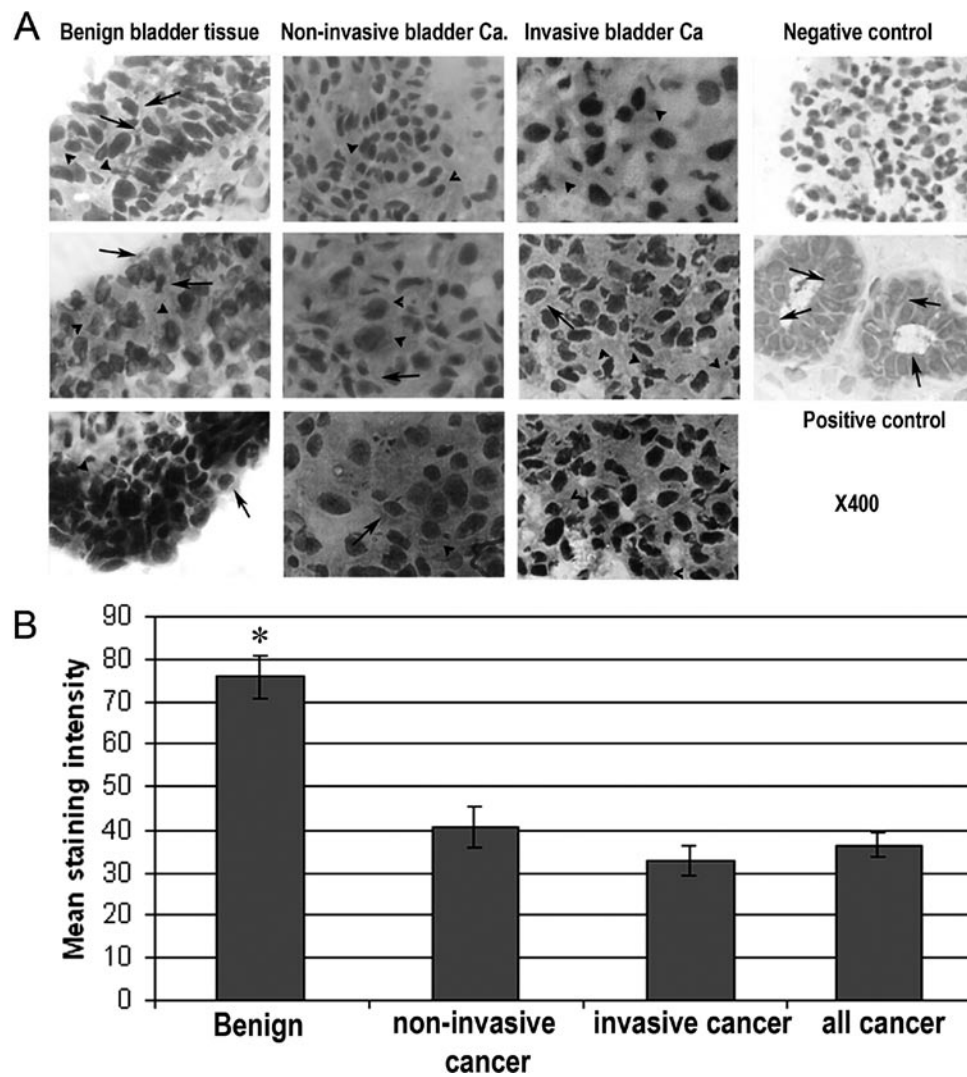 A
Benign bladder tissue
Non-invasive bladder Ca.
Invasive bladder Ca
Negative control
Positive control
X400
B
Mean staining intensity
90
80
70
60
50
40
30
20
10
0
*
Benign
non-invasive
cancer
invasive cancer
all cancer